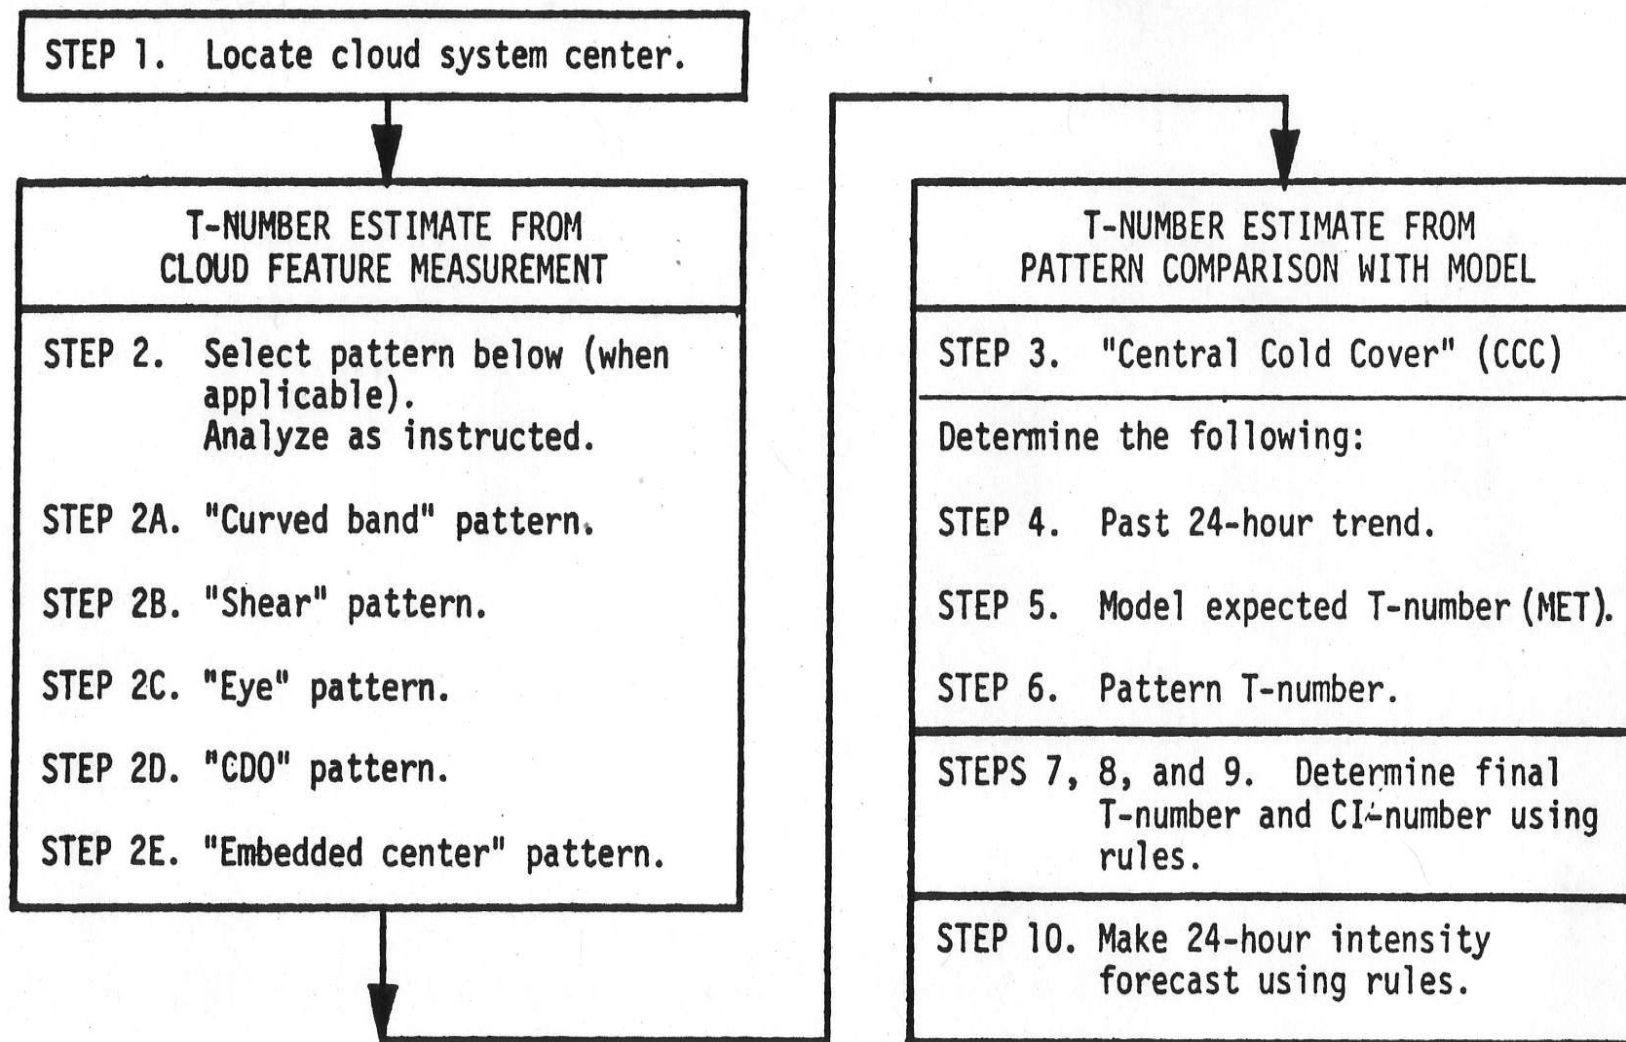 STEP 1. Locate cloud system center.
T-NUMBER ESTIMATE FROM
CLOUD FEATURE MEASUREMENT
STEP 2. Select pattern below (when
applicable).
Analyze as instructed.
STEP 2A. "Curved band" pattern.
STEP 2B. "Shear" pattern.
STEP 2C. "Eye" pattern.
STEP 2D. "CDO" pattern.
STEP 2E. "Embedded center" pattern.
T-NUMBER ESTIMATE FROM
PATTERN COMPARISON WITH MODEL
STEP 3. "Central Cold Cover" (CCC)
Determine the following:
STEP 4. Past 24-hour trend.
STEP 5. Model expected T-number (MET).
STEP 6. Pattern T-number.
STEPS 7, 8, and 9. Determine final
T-number and CI-number using
rules.
STEP 10. Make 24-hour intensity
forecast using rules.